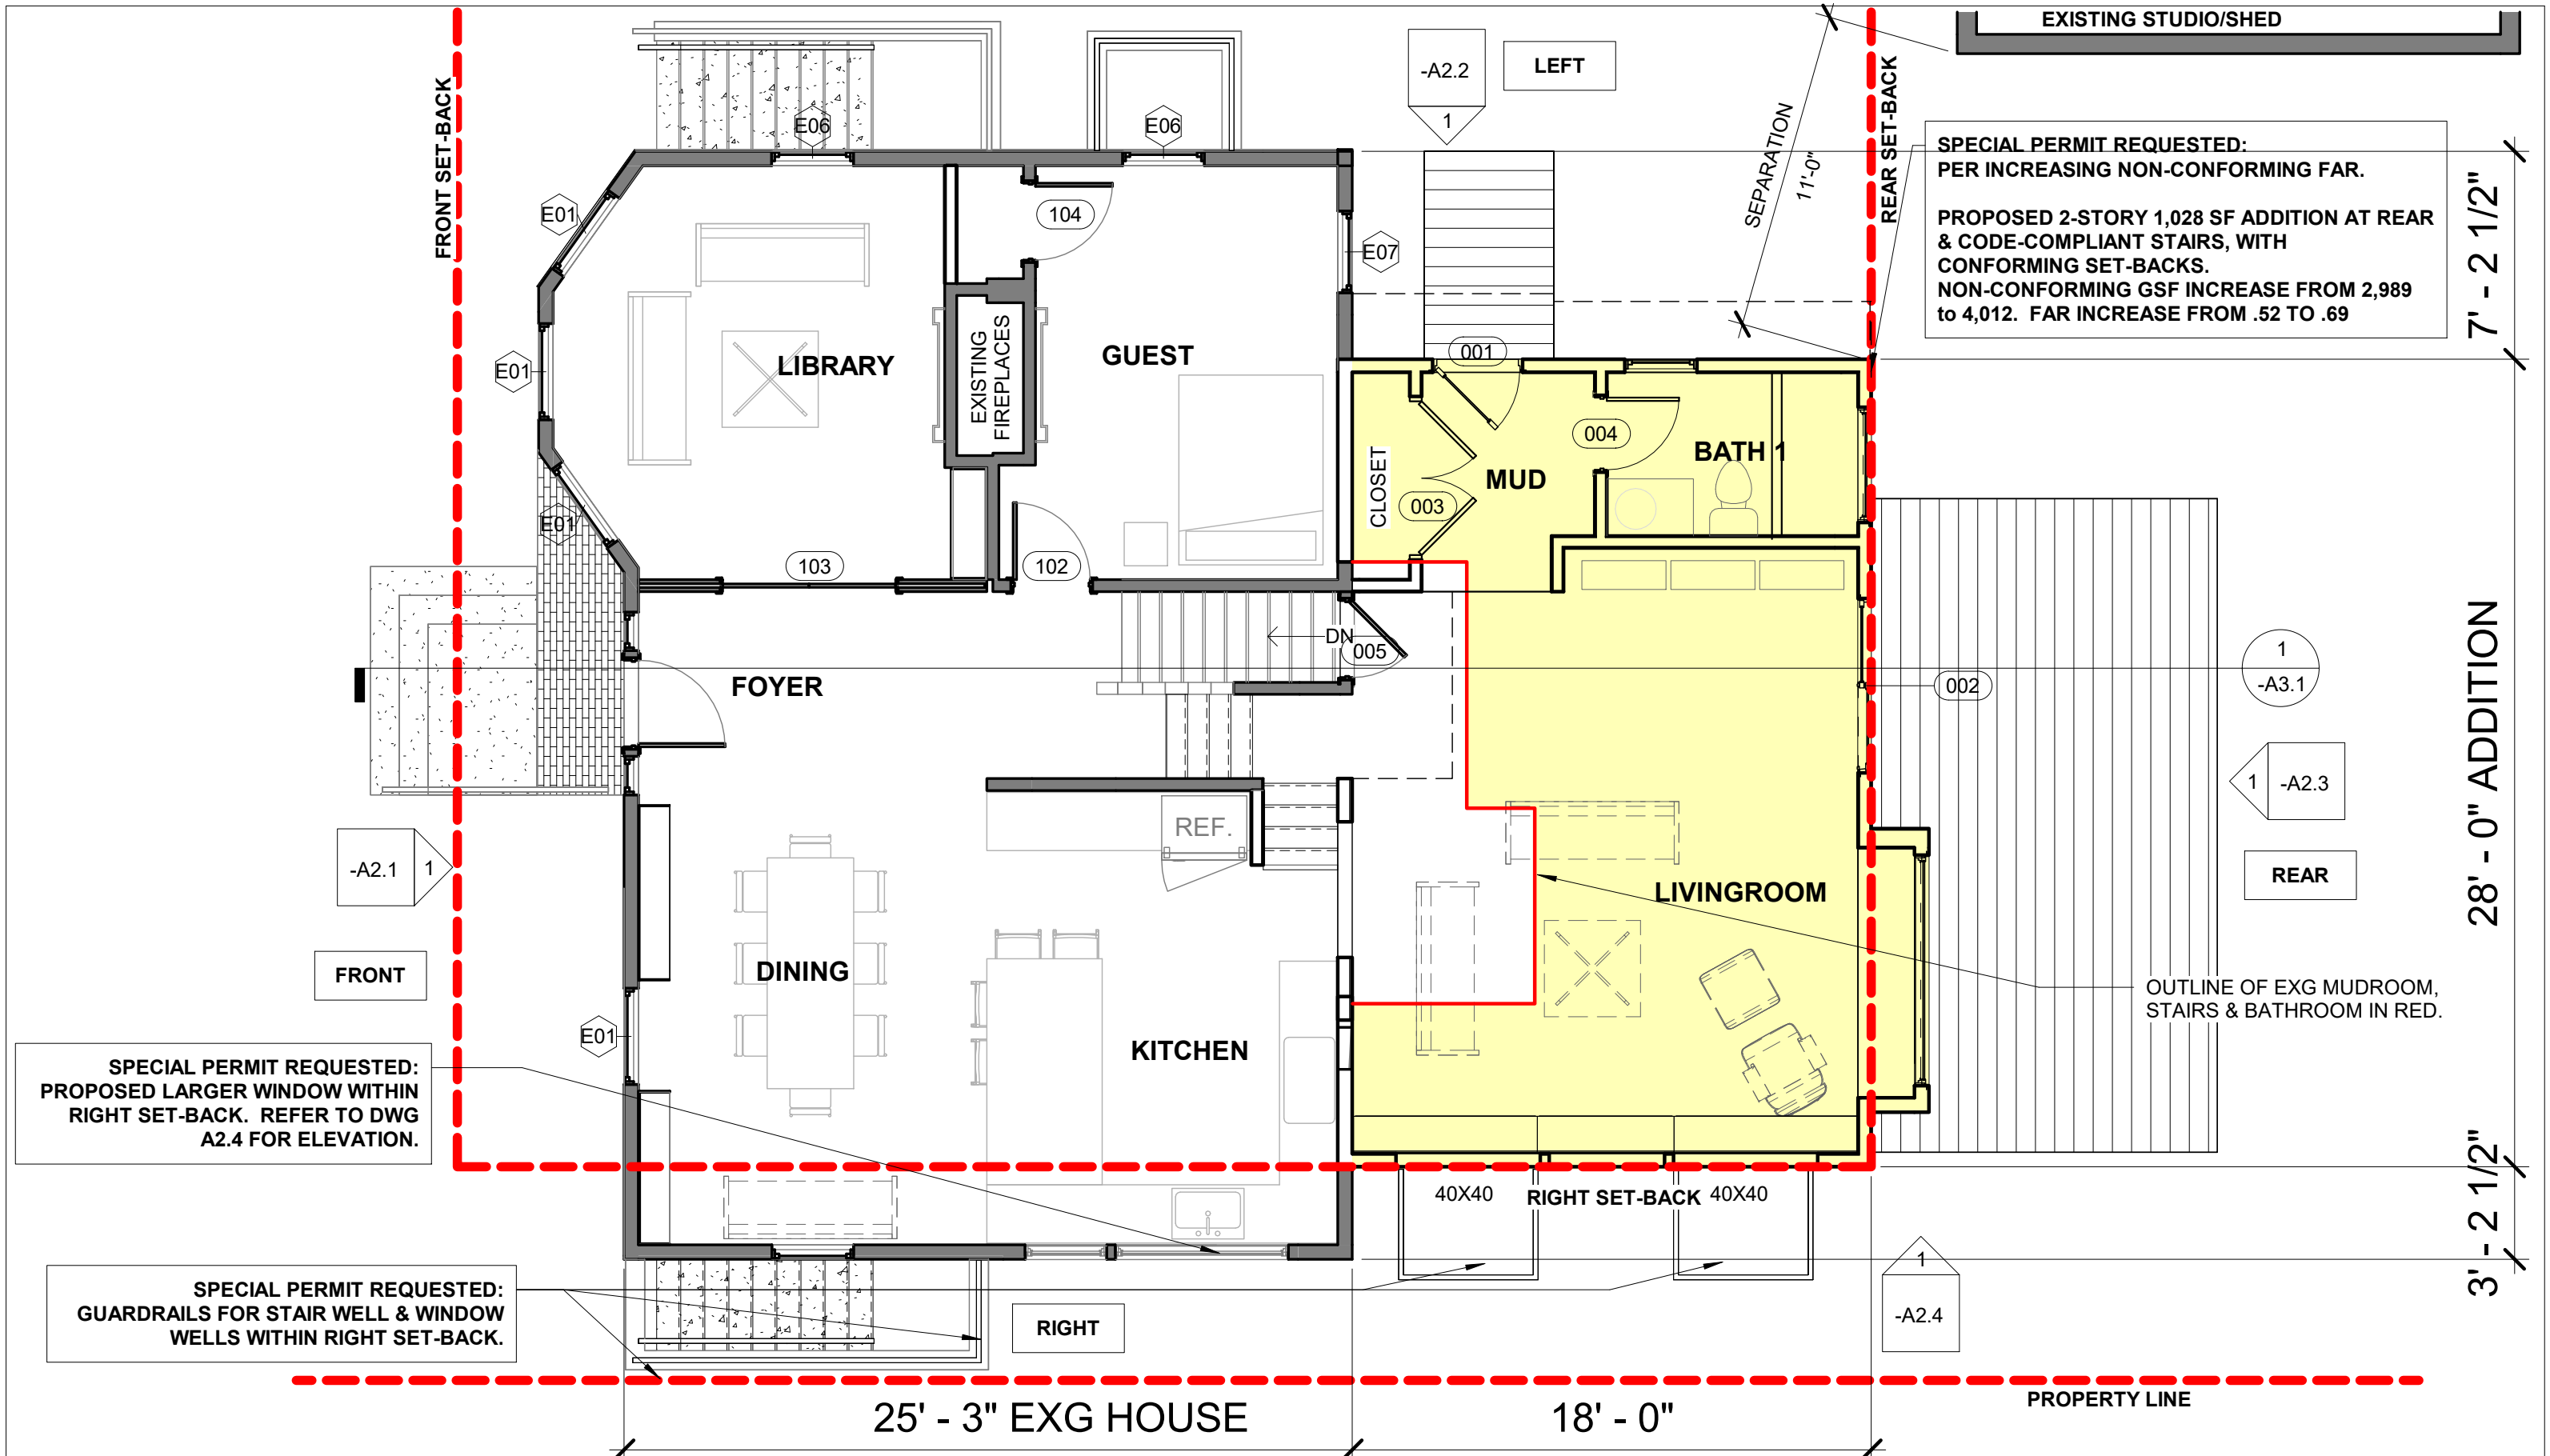 EXISTING STUDIO/SHED
-A2.2
1
LEFT
FRONT SET-BACK
REAR SET-BACK
SEPARATION
11'-0"
SPECIAL PERMIT REQUESTED:
PER INCREASING NON-CONFORMING FAR.
PROPOSED 2-STORY 1,028 SF ADDITION AT REAR
& CODE-COMPLIANT STAIRS, WITH
CONFORMING SET-BACKS.
NON-CONFORMING GSF INCREASE FROM 2,989
to 4,012. FAR INCREASE FROM .52 TO .69
7' - 2 1/2"
E06
E06
E01
104
E07
E01
LIBRARY
EXISTING
FIREPLACES
GUEST
001
004
BATH 1
CLOSET
MUD
003
E01
103
102
DN
005
FOYER
002
1
-A3.1
28' - 0" ADDITION
1
-A2.3
REF.
-A2.1
1
REAR
LIVINGROOM
FRONT
DINING
OUTLINE OF EXG MUDROOM,
STAIRS & BATHROOM IN RED.
E01
KITCHEN
SPECIAL PERMIT REQUESTED:
PROPOSED LARGER WINDOW WITHIN
RIGHT SET-BACK. REFER TO DWG
A2.4 FOR ELEVATION.
40X40
RIGHT SET-BACK
40X40
3' - 2 1/2"
SPECIAL PERMIT REQUESTED:
GUARDRAILS FOR STAIR WELL & WINDOW
WELLS WITHIN RIGHT SET-BACK.
RIGHT
1
-A2.4
PROPERTY LINE
25' - 3" EXG HOUSE
18' - 0"